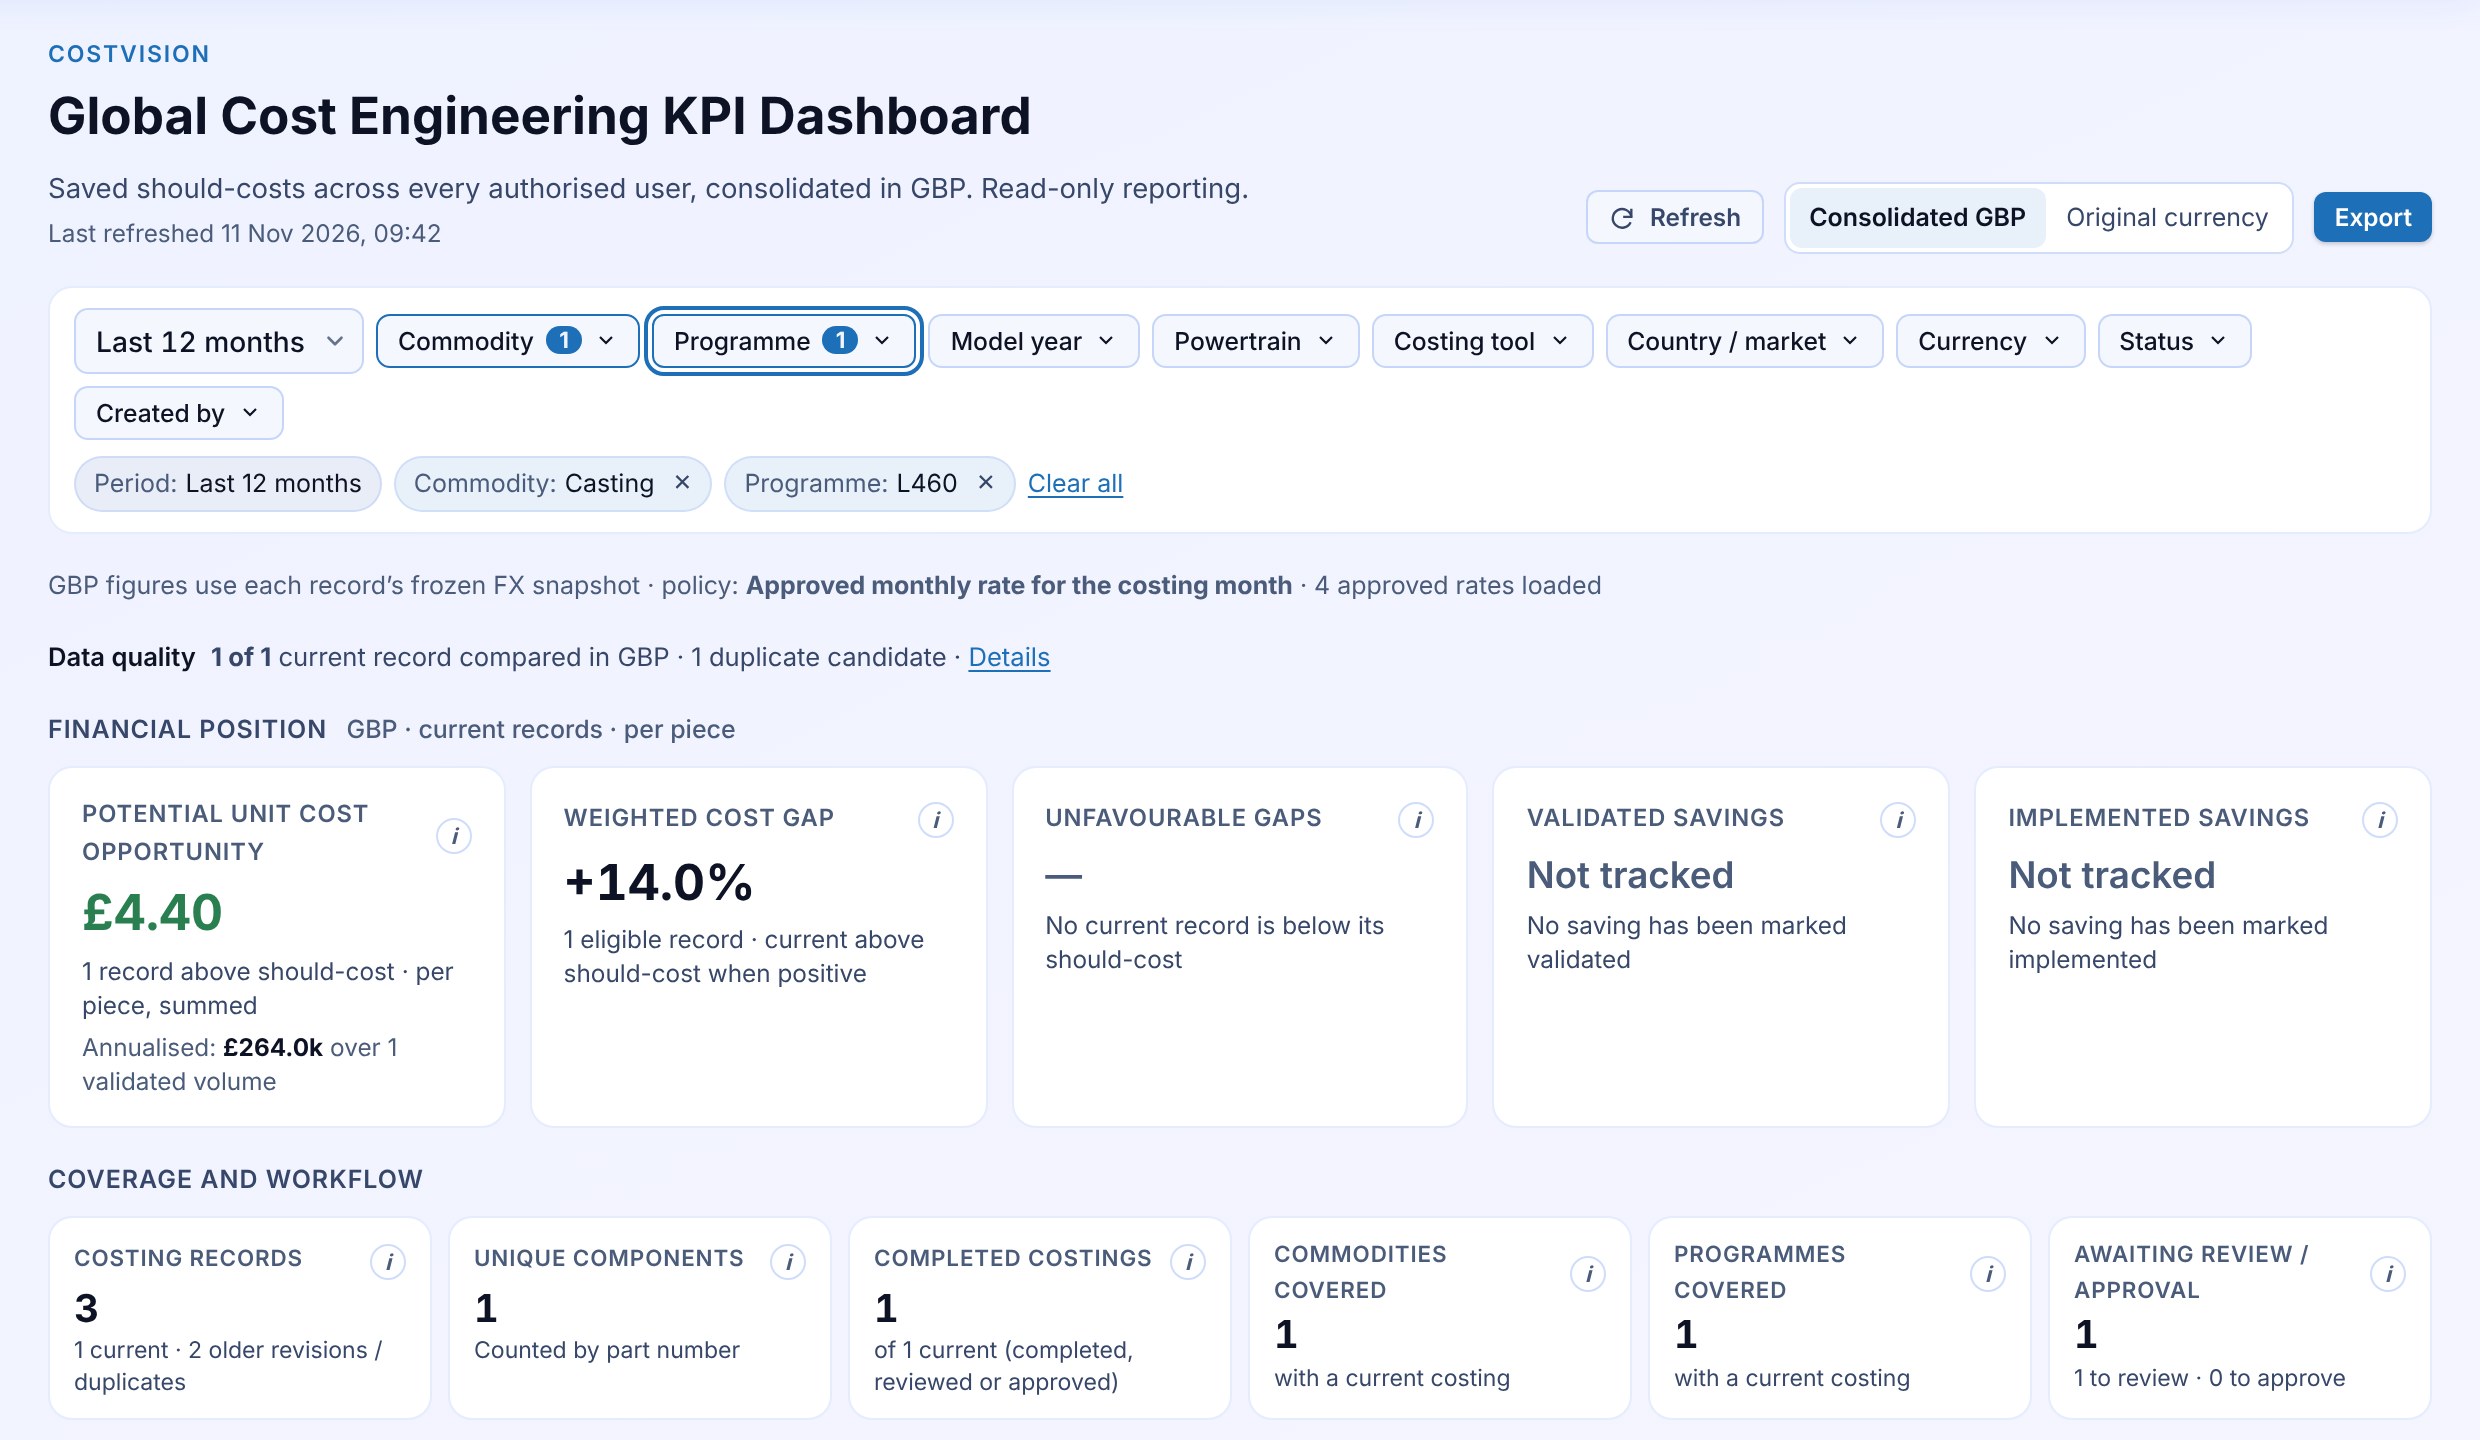 COSTVISION
Global Cost Engineering KPI Dashboard
Saved should-costs across every authorised user, consolidated in GBP. Read-only reporting.
Last refreshed 11 Nov 2026, 09:42
Refresh
Consolidated GBP
Original currency
Export
Last 12 months
Commodity 1
Programme 1
Model year
Powertrain
Costing tool
Country / market
Currency
Status
Created by
Period: Last 12 months
Commodity: Casting ×
Programme: L460 ×
Clear all
GBP figures use each record’s frozen FX snapshot · policy: Approved monthly rate for the costing month · 4 approved rates loaded
Data quality 1 of 1 current record compared in GBP · 1 duplicate candidate · Details
FINANCIAL POSITION GBP · current records · per piece
POTENTIAL UNIT COST
OPPORTUNITY
i
£4.40
1 record above should-cost · per
piece, summed
Annualised: £264.0k over 1
validated volume
WEIGHTED COST GAP
i
+14.0%
1 eligible record · current above
should-cost when positive
UNFAVOURABLE GAPS
i
—
No current record is below its
should-cost
VALIDATED SAVINGS
i
Not tracked
No saving has been marked
validated
IMPLEMENTED SAVINGS
i
Not tracked
No saving has been marked
implemented
COVERAGE AND WORKFLOW
COSTING RECORDS
i
3
1 current · 2 older revisions /
duplicates
UNIQUE COMPONENTS
i
1
Counted by part number
COMPLETED COSTINGS
i
1
of 1 current (completed,
reviewed or approved)
COMMODITIES
COVERED
i
1
with a current costing
PROGRAMMES
COVERED
i
1
with a current costing
AWAITING REVIEW /
APPROVAL
i
1
1 to review · 0 to approve